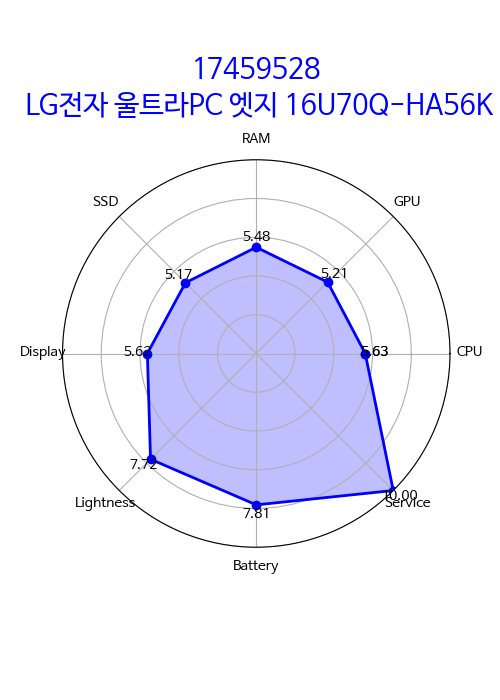 17459528
LG전자 울트라PC 엣지 16U70Q-HA56K
RAM
SSD
GPU
5.48
5.17
5.21
Display
5.63
5.63
CPU
7.72
10.00
Lightness
Service
7.81
Battery